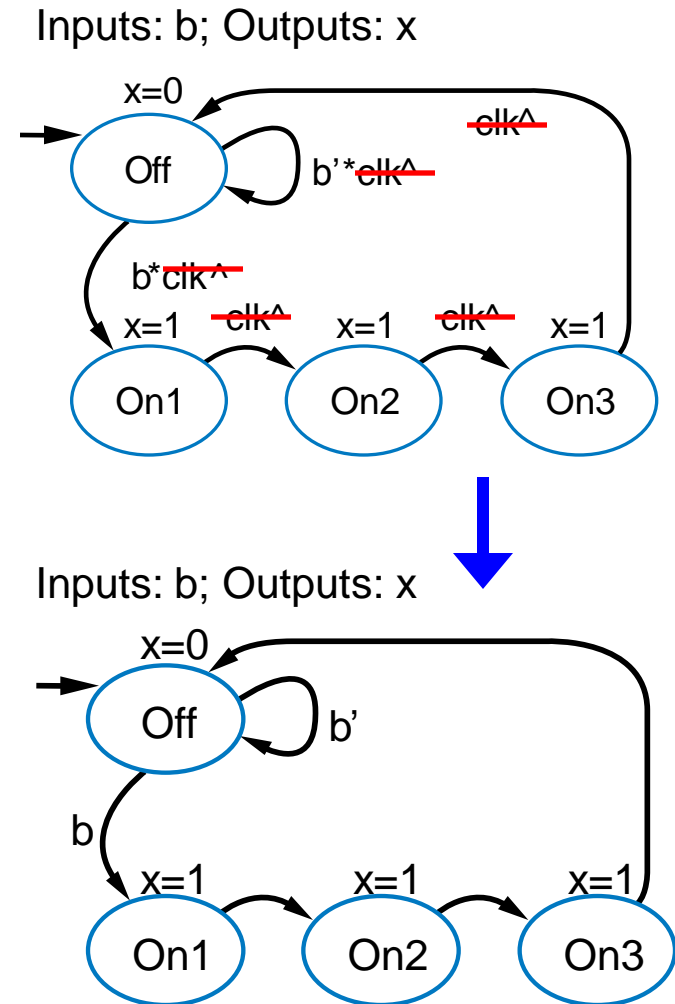 Inputs: b; Outputs: x
x=0
clk^
Off
b’*clk^
b*clk^
x=1 clk^ x=1 clk^ x=1
On1 On2 On3
Inputs: b; Outputs: x
x=0
Off
b’
b
x=1 x=1 x=1
On1 On2 On3